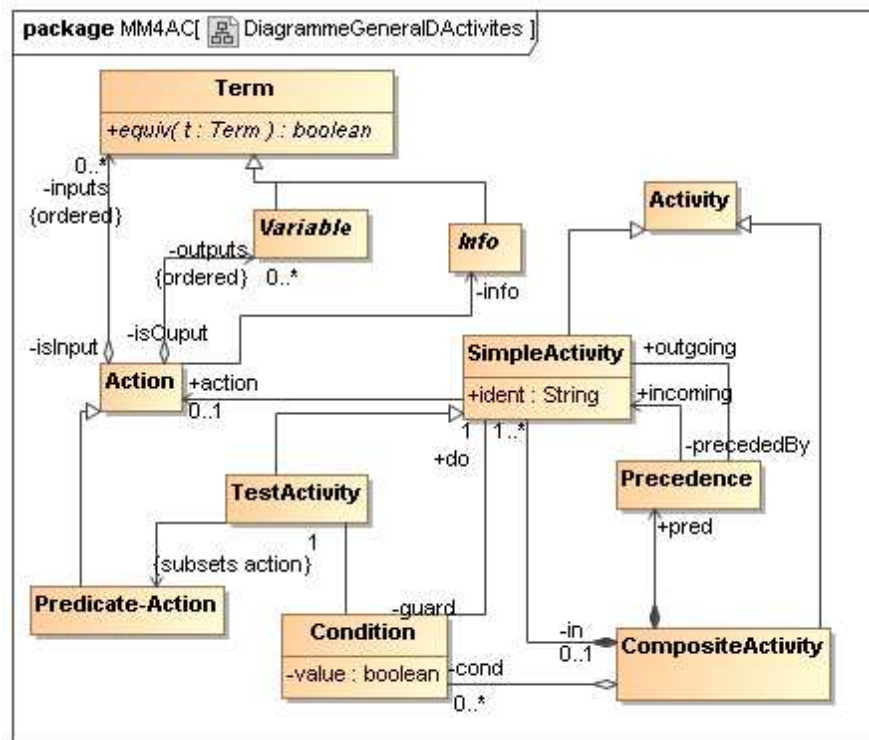 package MM4AC[ DiagrammeGeneralDActivites ]
Term
+equiv( t : Term ) : boolean
0..*
-inputs
{ordered}
Activity
Variable
Info
-outputs
{ordered}
0..*
-info
-isInput
-isOuput
Action
+action
0..1
SimpleActivity
+ident : String
+outgoing
+incoming
1
1..*
+do
-precededBy
TestActivity
1
Precedence
+pred
{subsets action}
Predicate-Action
-guard
Condition
-value : boolean
-in
0..1
CompositeActivity
-cond
0..*